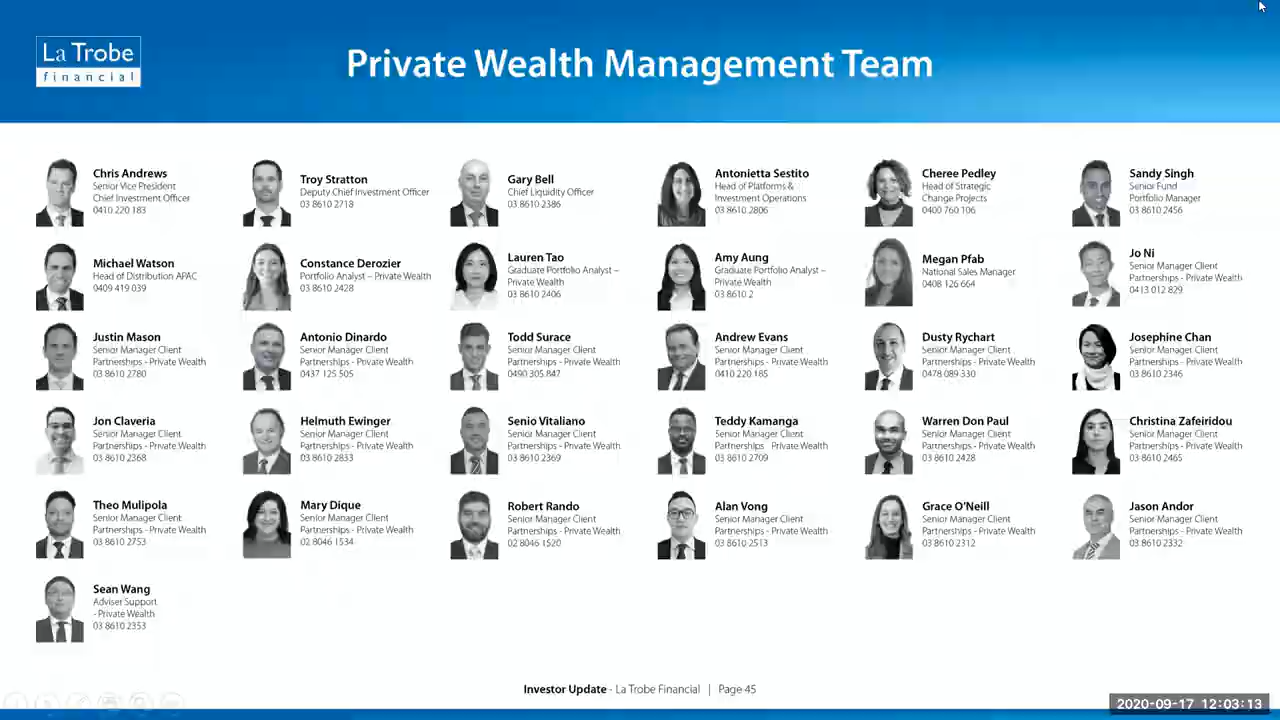 La Trobe
financial
Private Wealth Management Team
Chris Andrews
Senior Vice President
Chief Investment Officer
0410 220 183
Troy Stratton
Deputy Chief Investment Officer
03 8610 2718
Gary Bell
Chief Liquidity Officer
03 8610 2386
Antonietta Sestito
Head of Platforms &
Investment Operations
03 8610 2806
Cheree Pedley
Head of Strategic
Change Projects
0400 760 106
Sandy Singh
Senior Fund
Portfolio Manager
03 8610 2456
Michael Watson
Head of Distribution APAC
0409 419 039
Constance Derozier
Portfolio Analyst – Private Wealth
03 8610 2428
Lauren Tao
Graduate Portfolio Analyst –
Private Wealth
03 8610 2406
Amy Aung
Graduate Portfolio Analyst –
Private Wealth
03 8610 2
Megan Pfab
National Sales Manager
0408 126 664
Jo Ni
Senior Manager Client
Partnerships - Private Wealth
0413 012 829
Justin Mason
Senior Manager Client
Partnerships - Private Wealth
03 8610 2780
Antonio Dinardo
Senior Manager Client
Partnerships - Private Wealth
0437 125 505
Todd Surace
Senior Manager Client
Partnerships - Private Wealth
0490 305 847
Andrew Evans
Senior Manager Client
Partnerships - Private Wealth
0410 220 185
Dusty Rychart
Senior Manager Client
Partnerships - Private Wealth
0478 089 330
Josephine Chan
Senior Manager Client
Partnerships - Private Wealth
03 8610 2346
Jon Claveria
Senior Manager Client
Partnerships - Private Wealth
03 8610 2368
Helmuth Ewinger
Senior Manager Client
Partnerships - Private Wealth
03 8610 2833
Senio Vitaliano
Senior Manager Client
Partnerships - Private Wealth
03 8610 2369
Teddy Kamanga
Senior Manager Client
Partnerships - Private Wealth
03 8610 2709
Warren Don Paul
Senior Manager Client
Partnerships - Private Wealth
03 8610 2428
Christina Zafeiridou
Senior Manager Client
Partnerships - Private Wealth
03 8610 2465
Theo Mulipola
Senior Manager Client
Partnerships - Private Wealth
03 8610 2753
Mary Dique
Senior Manager Client
Partnerships - Private Wealth
02 8046 1534
Robert Rando
Senior Manager Client
Partnerships - Private Wealth
02 8046 1520
Alan Vong
Senior Manager Client
Partnerships - Private Wealth
03 8610 2513
Grace O'Neill
Senior Manager Client
Partnerships - Private Wealth
03 8610 2312
Jason Andor
Senior Manager Client
Partnerships - Private Wealth
03 8610 2332
Sean Wang
Adviser Support
- Private Wealth
03 8610 2353
Investor Update - La Trobe Financial | Page 45
2020-09-17 12:03:13